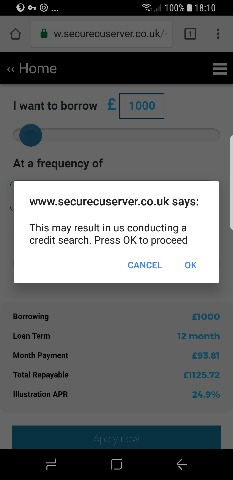 100% 18:10
w.securecuserver.co.uk/
1
‹‹ Home
I want to borrow £ 1000
At a frequency of
www.securecuserver.co.uk says:
This may result in us conducting a
credit search. Press OK to proceed
CANCEL OK
Borrowing £1000
Loan Term 12 month
Month Payment £93.81
Total Repayable £1125.72
Illustration APR 24.9%
Apply now